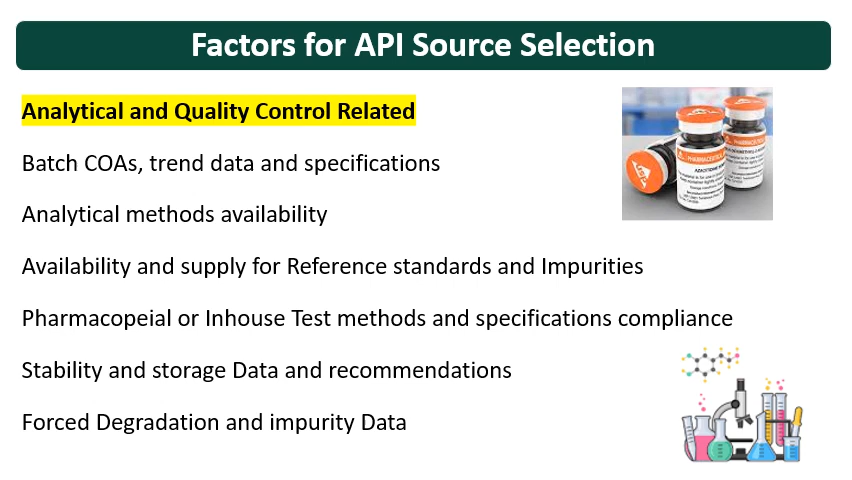 Factors for API Source Selection
Analytical and Quality Control Related
Batch COAs, trend data and specifications
Analytical methods availability
Availability and supply for Reference standards and Impurities
Pharmacopeial or Inhouse Test methods and specifications compliance
Stability and storage Data and recommendations
Forced Degradation and impurity Data